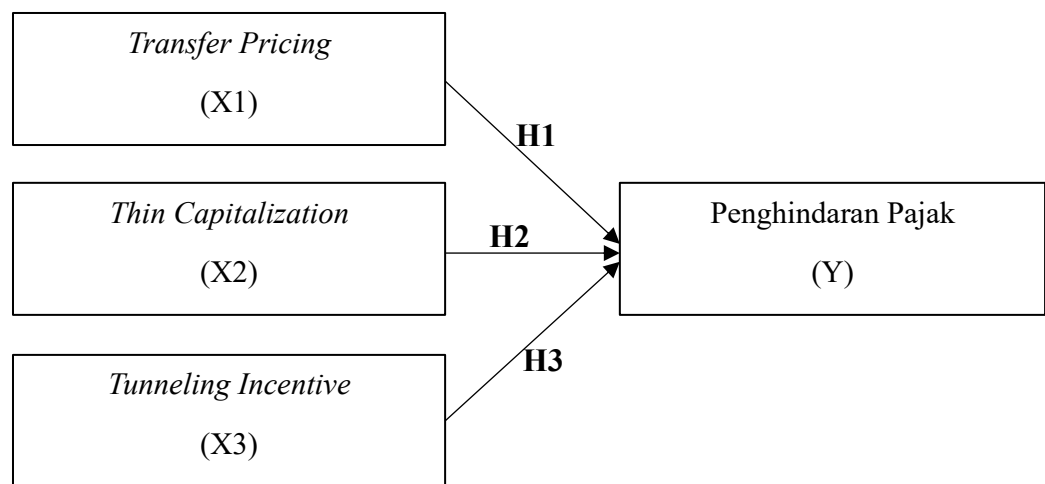 Transfer Pricing
(X1)
H1
Thin Capitalization
(X2)
H2
Penghindaran Pajak
(Y)
Tunneling Incentive
(X3)
H3